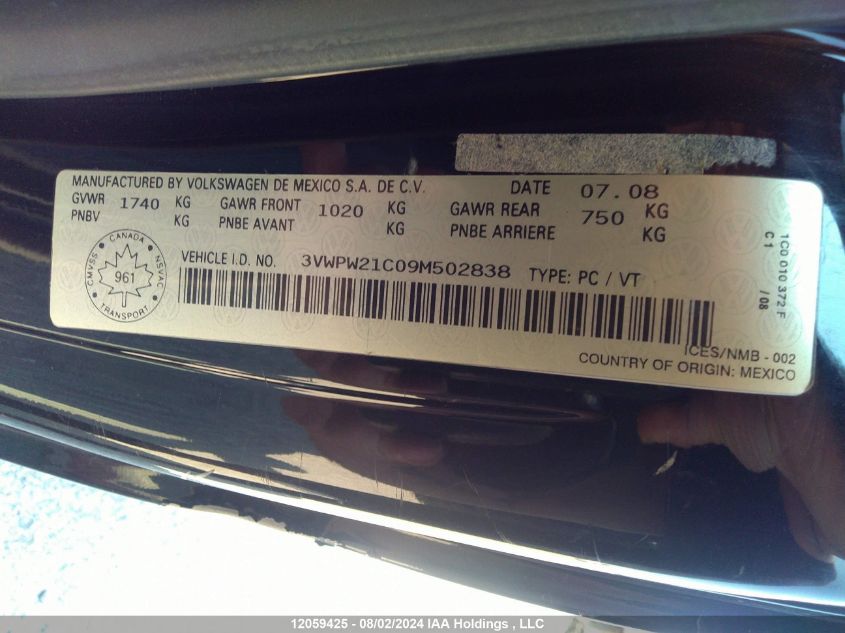 MANUFACTURED BY VOLKSWAGEN DE MEXICO S.A. DE C.V. DATE 07.08
GVWR 1740 KG GAWR FRONT 1020 KG GAWR REAR 750 KG
PNBV KG PNBE AVANT KG PNBE ARRIERE KG
VEHICLE I.D. NO. 3VWPW21C09M502838 TYPE: PC / VT
CANADA
CMVSS 961 NSVAC
TRANSPORT
ICES/NMB - 002
COUNTRY OF ORIGIN: MEXICO
1C0 010 372 F
C 1 / 08
12059425 - 08/02/2024 IAA Holdings , LLC